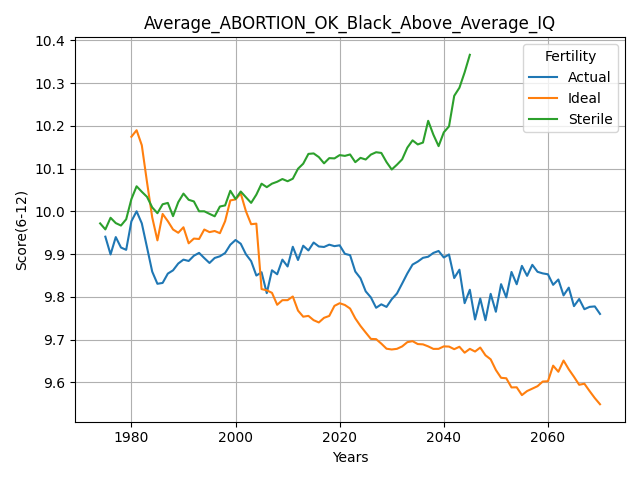 Average_ABORTION_OK_Black_Above_Average_IQ
Fertility
Actual
Ideal
Sterile
Score(6-12)
10.4
10.3
10.2
10.1
10.0
9.9
9.8
9.7
9.6
1980 2000 2020 2040 2060
Years